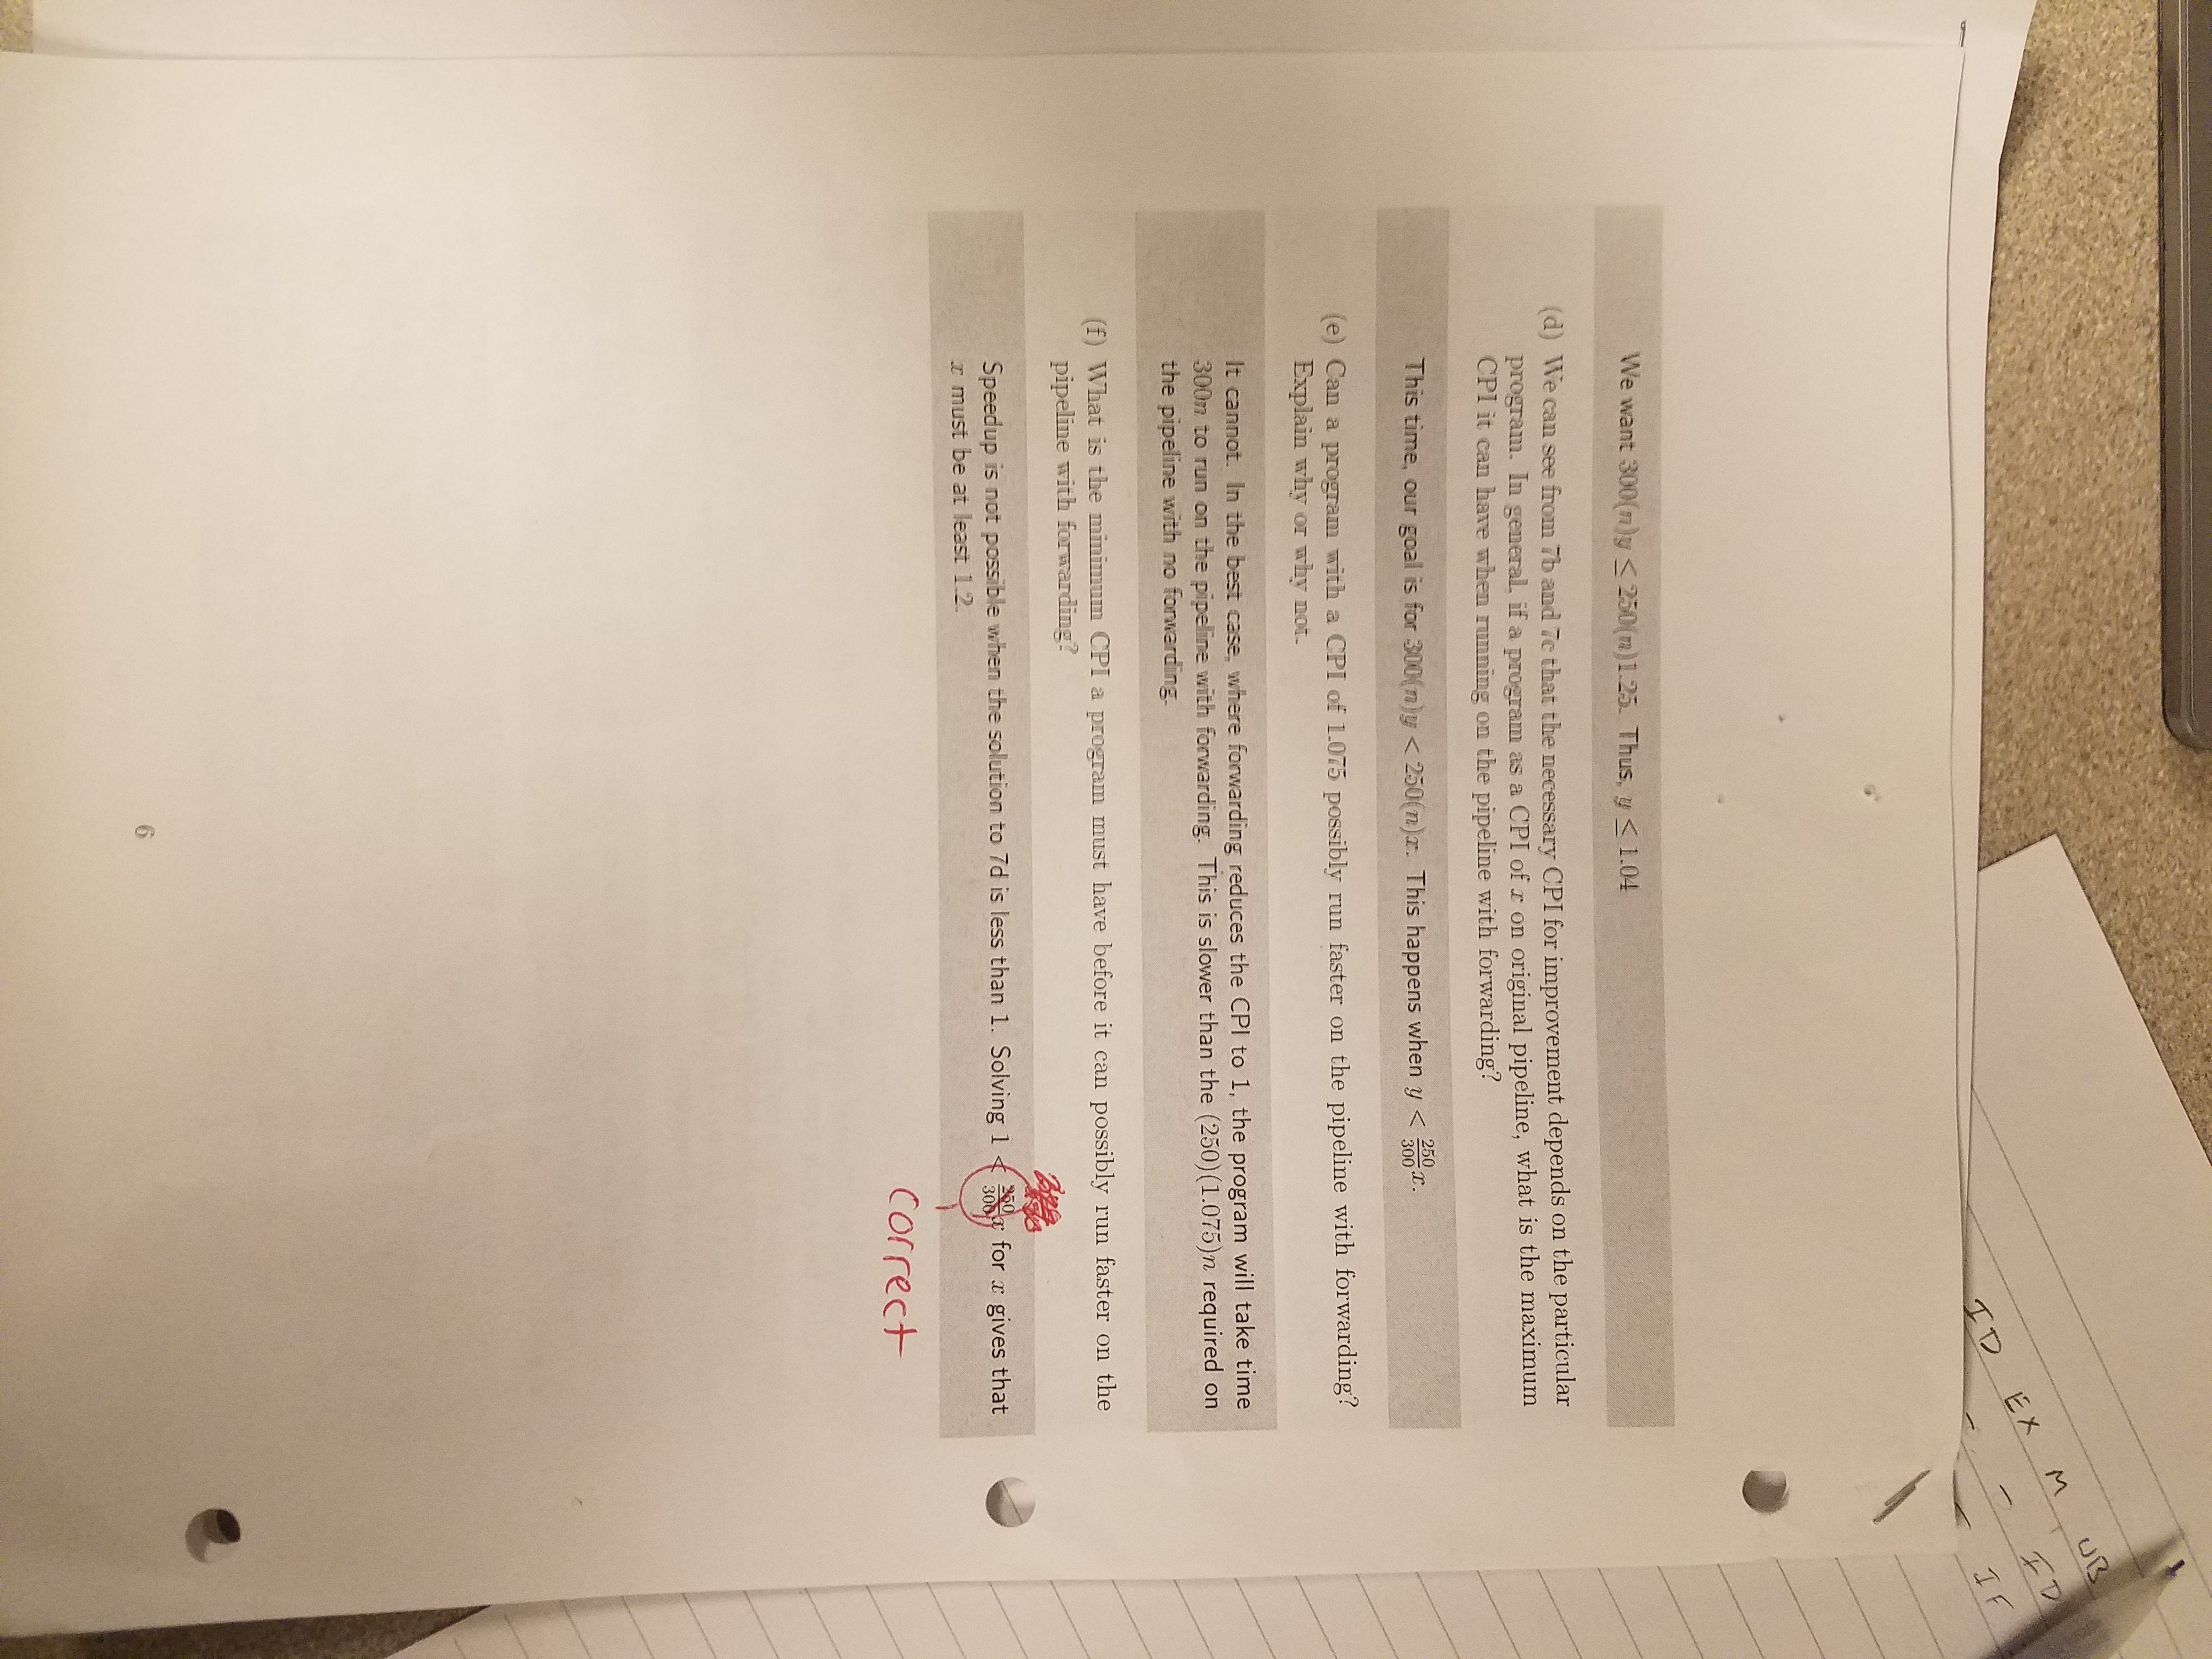 ID EX M WB
- - ID
- IF
We want 300(n)y ≤ 250(n)1.25. Thus, y ≤ 1.04
(d) We can see from 7b and 7c that the necessary CPI for improvement depends on the particular
program. In general, if a program as a CPI of x on original pipeline, what is the maximum
CPI it can have when running on the pipeline with forwarding?
This time, our goal is for 300(n)y < 250(n)x. This happens when y < 250/300 x.
(e) Can a program with a CPI of 1.075 possibly run faster on the pipeline with forwarding?
Explain why or why not.
It cannot. In the best case, where forwarding reduces the CPI to 1, the program will take time
300n to run on the pipeline with forwarding. This is slower than the (250)(1.075)n required on
the pipeline with no forwarding.
(f) What is the minimum CPI a program must have before it can possibly run faster on the
pipeline with forwarding?
Speedup is not possible when the solution to 7d is less than 1. Solving 1 < 250/300 x for x gives that
x must be at least 1.2.
correct
6